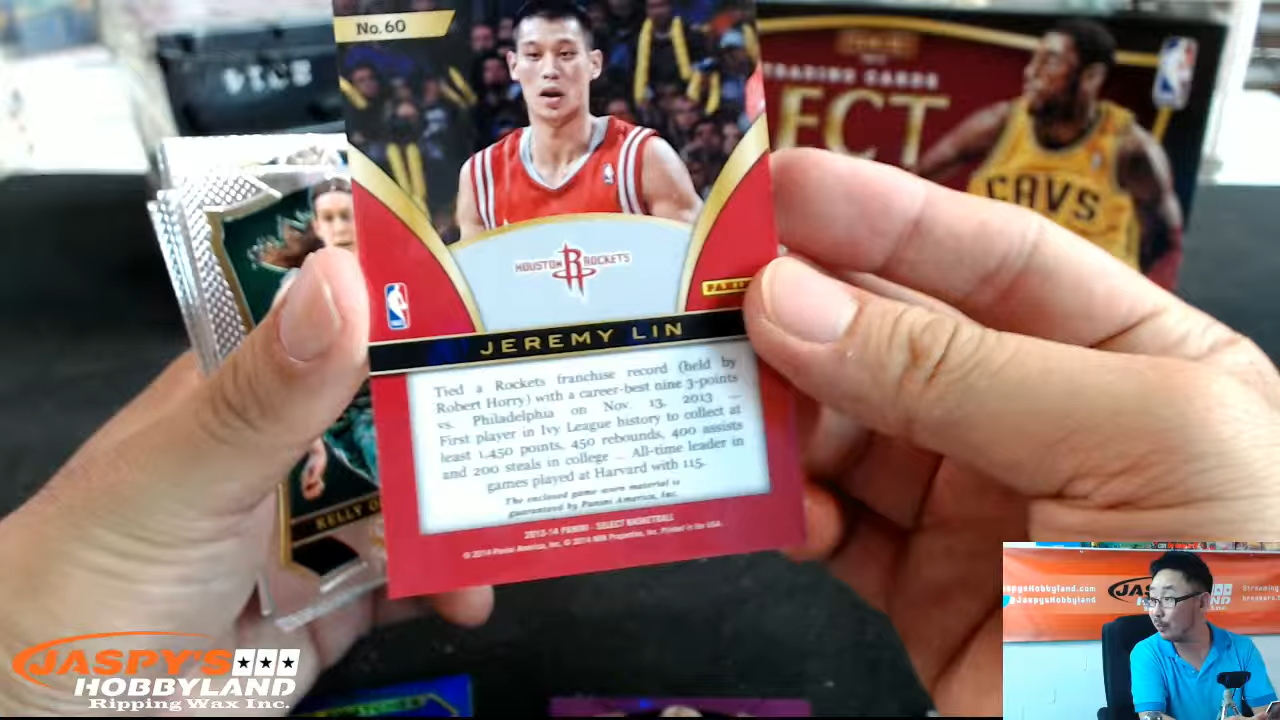 No.60
TRADING CARDS
ECT
CAVS
HOUSTON R ROCKETS
PANINI
JEREMY LIN
Tied a Rockets franchise record (held by
Robert Horry) with a career-best nine 3-points
vs. Philadelphia on Nov. 13, 2013 ...
First player in Ivy League history to collect at
least 1,450 points, 450 rebounds, 400 assists
and 200 steals in college ... All-time leader in
games played at Harvard with 115.
The enclosed game-worn material is
guaranteed by Panini America, Inc.
2013-14 PANINI - SELECT BASKETBALL
© 2014 Panini America, Inc. © 2014 NBA Properties, Inc. Printed in the USA.
KELLY O
JASPY'S
HOBBYLAND
Ripping Wax Inc.
JaspysHobbyland.com
@JaspysHobbyland
Streaming